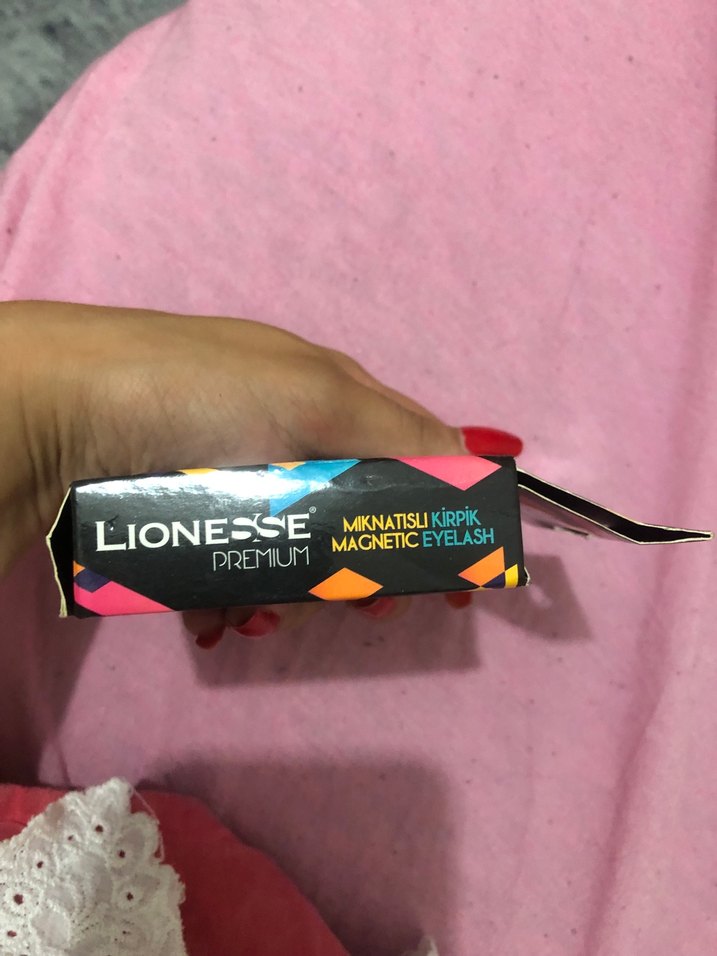 LIONESSE®
PREMIUM
MIKNATISLI KİRPİK
MAGNETIC EYELASH